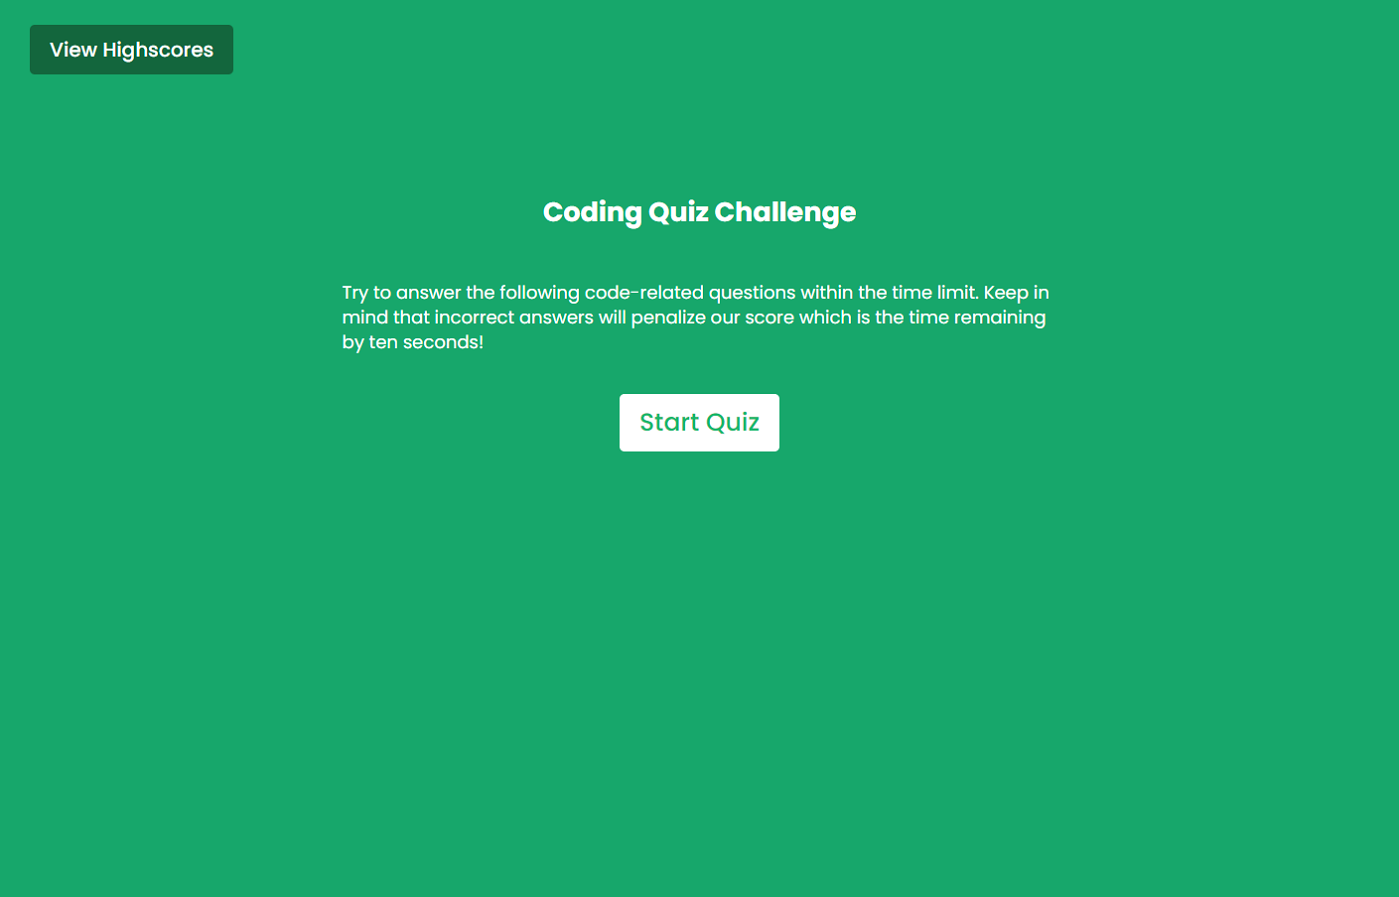 View Highscores
Coding Quiz Challenge
Try to answer the following code-related questions within the time limit. Keep in
mind that incorrect answers will penalize our score which is the time remaining
by ten seconds!
Start Quiz